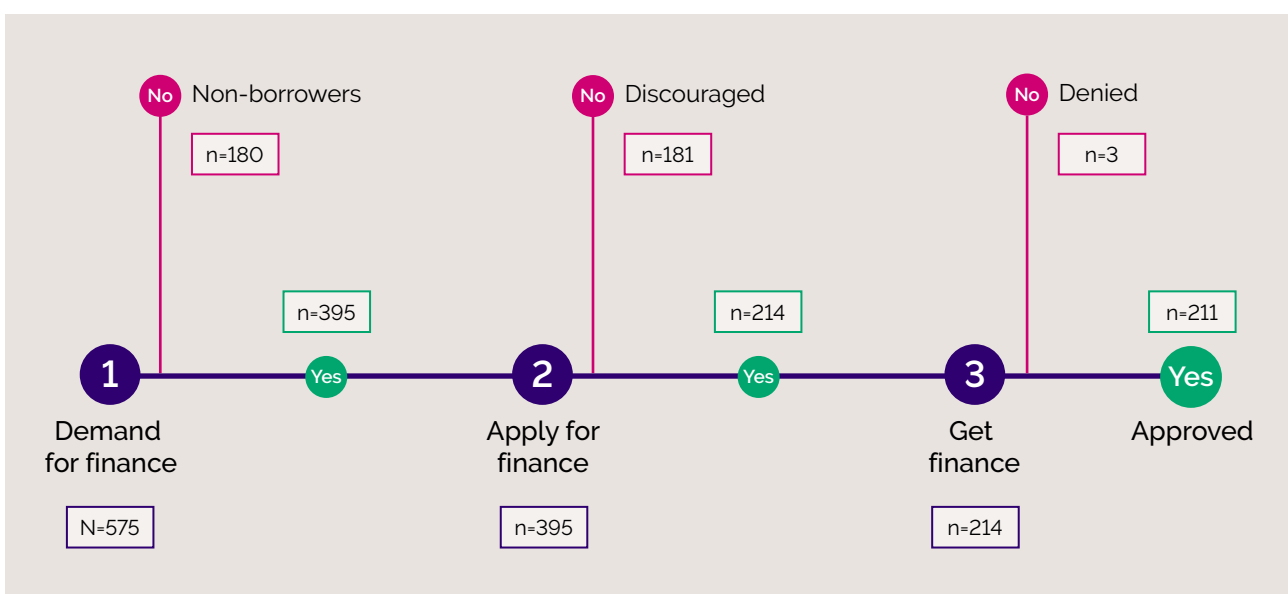 No Non-borrowers
n=180
No Discouraged
n=181
No Denied
n=3
n=395
n=214
n=211
1
Yes
2
Yes
3
Yes
Demand
for finance
Apply for
finance
Get
finance
Approved
N=575
n=395
n=214